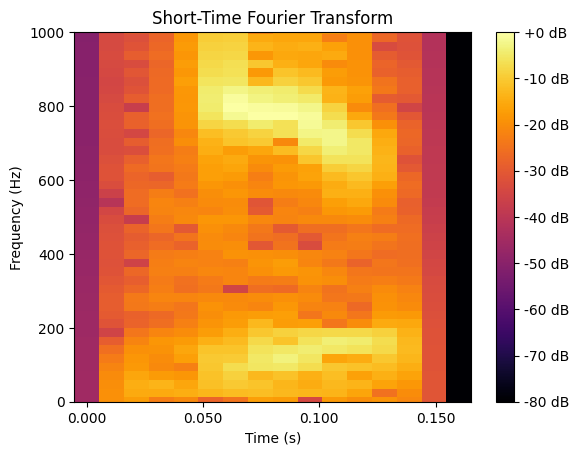 Short-Time Fourier Transform
Frequency (Hz)
1000
800
600
400
200
0
0.000
0.050
0.100
0.150
Time (s)
+0 dB
-10 dB
-20 dB
-30 dB
-40 dB
-50 dB
-60 dB
-70 dB
-80 dB